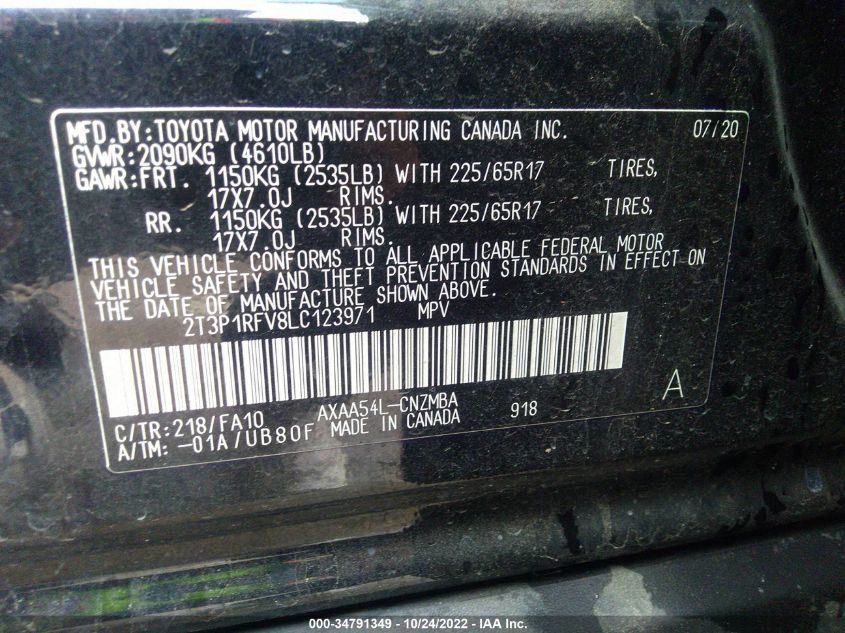 MFD.BY:TOYOTA MOTOR MANUFACTURING CANADA INC. 07/20
GVWR:2090KG (4610LB)
GAWR:FRT. 1150KG (2535LB) WITH 225/65R17 TIRES,
17X7.0J RIMS.
RR. 1150KG (2535LB) WITH 225/65R17 TIRES,
17X7.0J RIMS.
THIS VEHICLE CONFORMS TO ALL APPLICABLE FEDERAL MOTOR
VEHICLE SAFETY AND THEFT PREVENTION STANDARDS IN EFFECT ON
THE DATE OF MANUFACTURE SHOWN ABOVE.
2T3P1RFV8LC123971 MPV
A
C/TR:218/FA10 AXAA54L-CNZMBA 918
A/TM:-01A/UB80F MADE IN CANADA
000-34791349 | 10/24/2022 - IAA Inc.